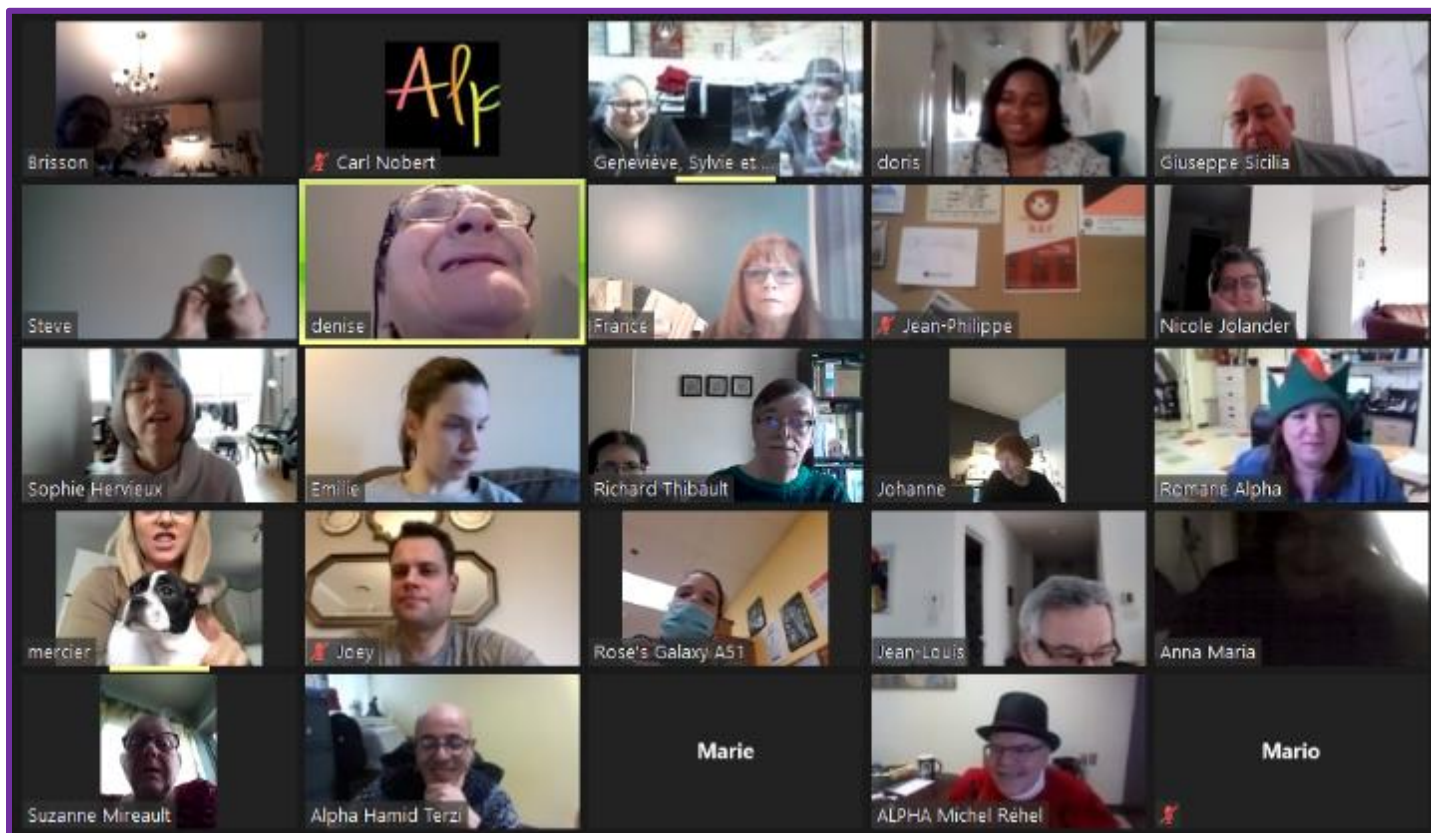 Brisson
Alp
Carl Nobert
Geneviève, Sylvie et ...
doris
Giuseppe Sicilia
Steve
denise
France
Jean-Philippe
Nicole Jolander
Sophie Hervieux
Emilie
Richard Thibault
Johanne
Romane Alpha
mercier
Joey
Rose's Galaxy A51
Jean-Louis
Anna Maria
Suzanne Mireault
Alpha Hamid Terzi
Marie
ALPHA Michel Réhel
Mario